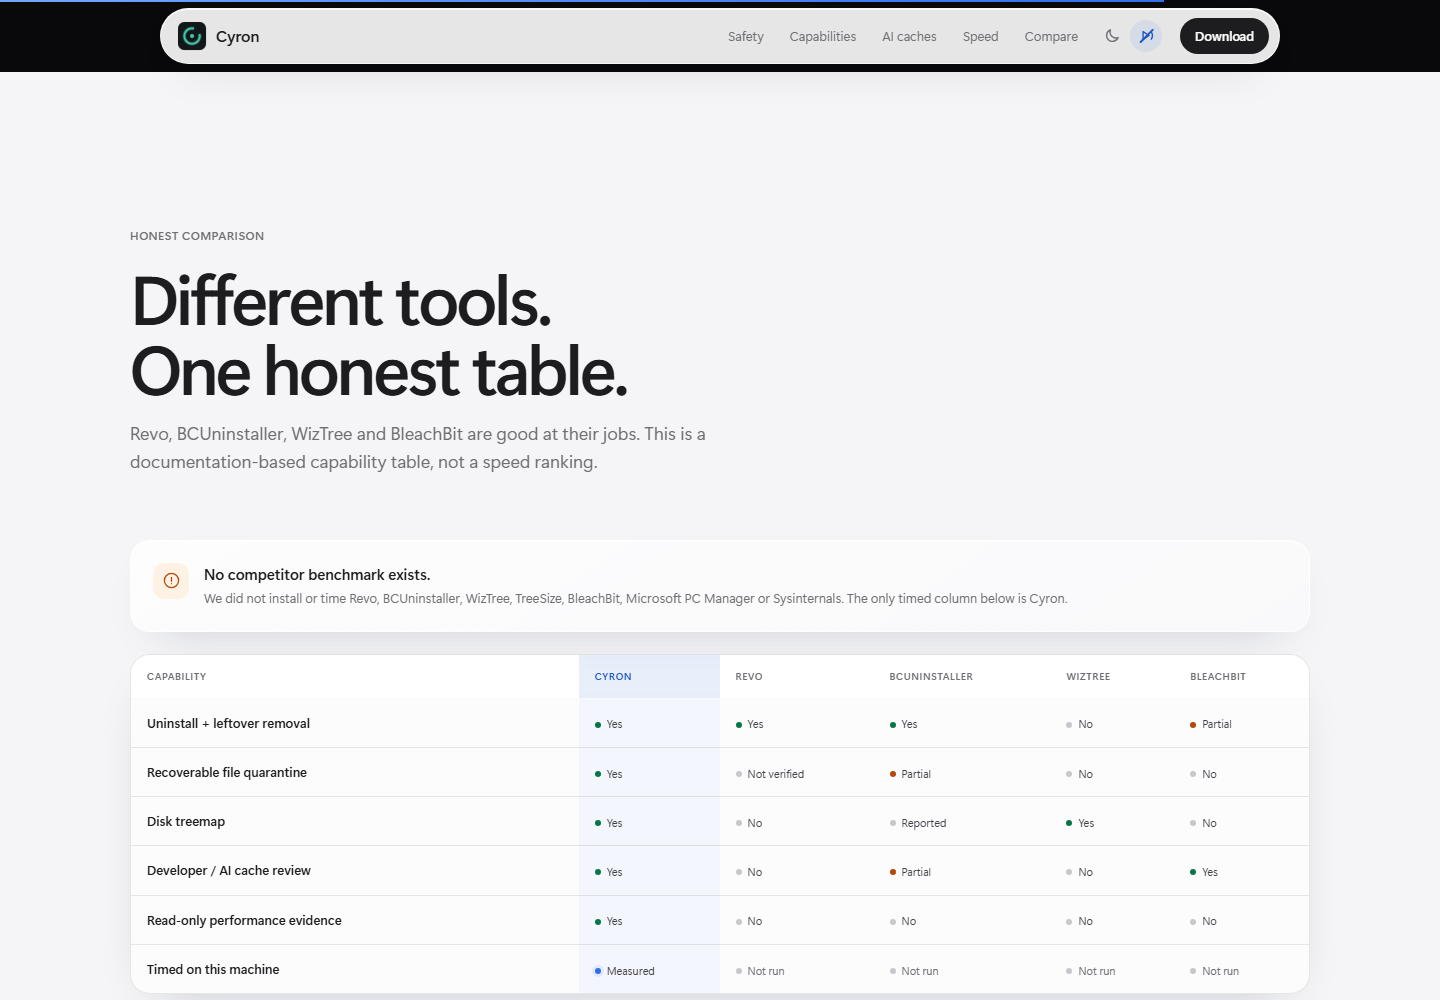 Cyron
Safety Capabilities AI caches Speed Compare Download
HONEST COMPARISON
Different tools.
One honest table.
Revo, BCUninstaller, WizTree and BleachBit are good at their jobs. This is a
documentation-based capability table, not a speed ranking.
No competitor benchmark exists.
We did not install or time Revo, BCUninstaller, WizTree, TreeSize, BleachBit, Microsoft PC Manager or Sysinternals. The only timed column below is Cyron.
CAPABILITY CYRON REVO BCUNINSTALLER WIZTREE BLEACHBIT
Uninstall + leftover removal Yes Yes Yes No Partial
Recoverable file quarantine Yes Not verified Partial No No
Disk treemap Yes No Reported Yes No
Developer / AI cache review Yes No Partial No Yes
Read-only performance evidence Yes No No No No
Timed on this machine Measured Not run Not run Not run Not run